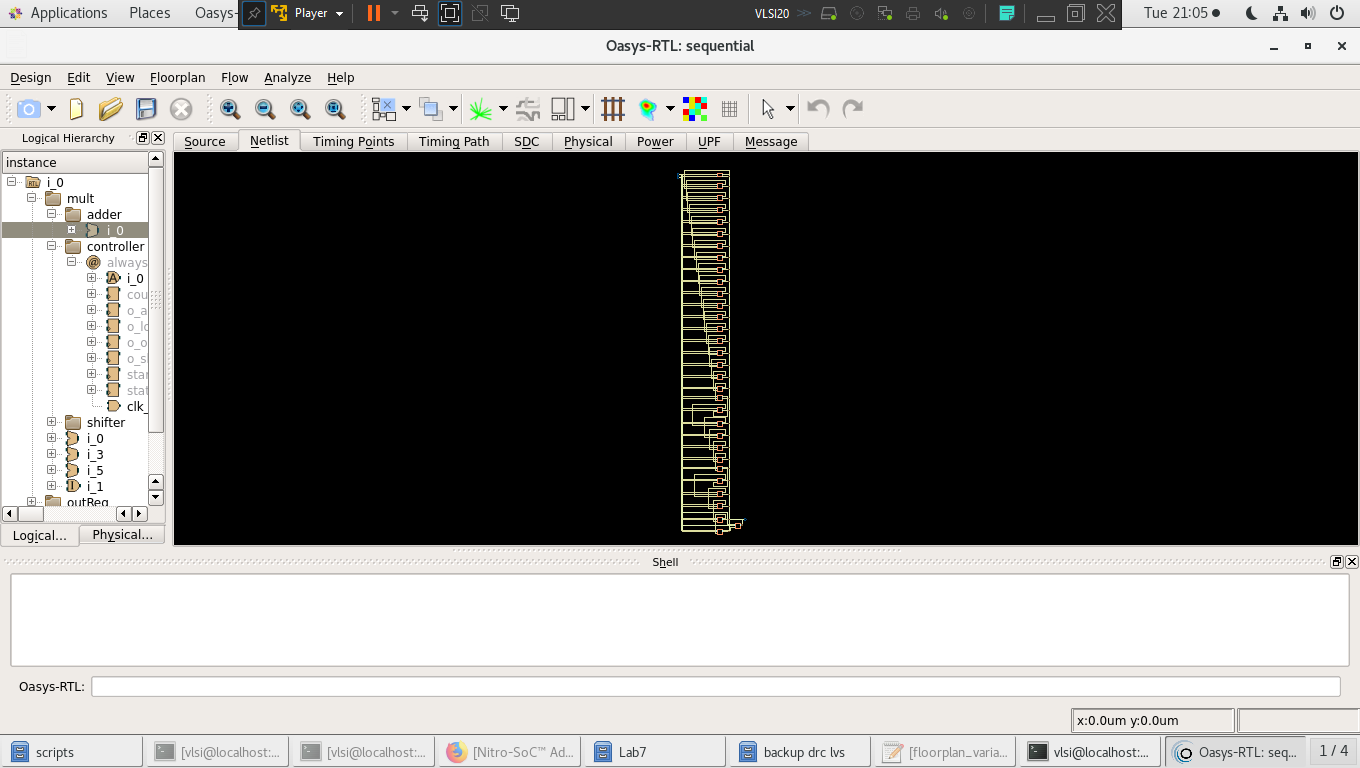 Applications Places Oasys- Player VLSI20 Tue 21:05
Oasys-RTL: sequential
Design Edit View Floorplan Flow Analyze Help
Logical Hierarchy
Source Netlist Timing Points Timing Path SDC Physical Power UPF Message
instance
RTL i_0
mult
adder
i_0
controller
@ always
A i_0
cou
o_a
o_lo
o_o
o_sl
star
stat
clk_
shifter
i_0
i_3
i_5
I i_1
outReg
Logical... Physical...
Shell
Oasys-RTL:
x:0.0um y:0.0um
scripts [vlsi@localhost:... [vlsi@localhost:... [Nitro-SoC™ Ad... Lab7 backup drc lvs [floorplan_varia... vlsi@localhost:... Oasys-RTL: seq... 1 / 4